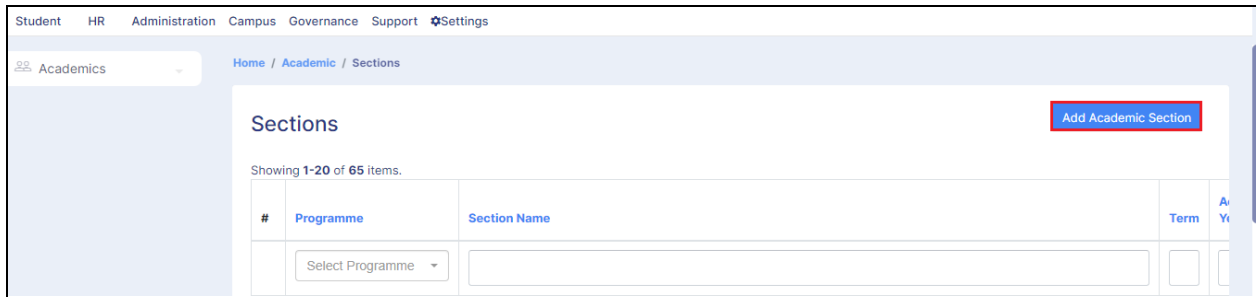 Student HR Administration Campus Governance Support Settings
Academics
Home / Academic / Sections
Sections
Add Academic Section
Showing 1-20 of 65 items.
# Programme Section Name Term
Select Programme